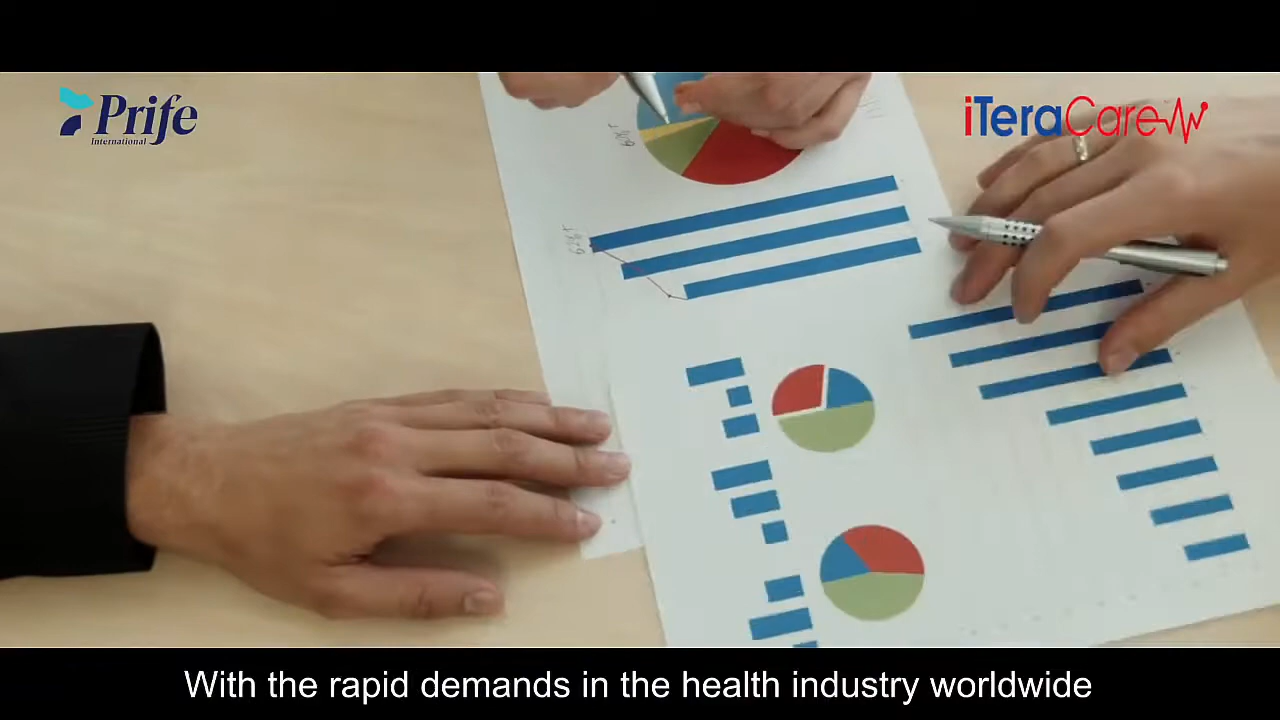 Prife
International
iTeraCare
With the rapid demands in the health industry worldwide